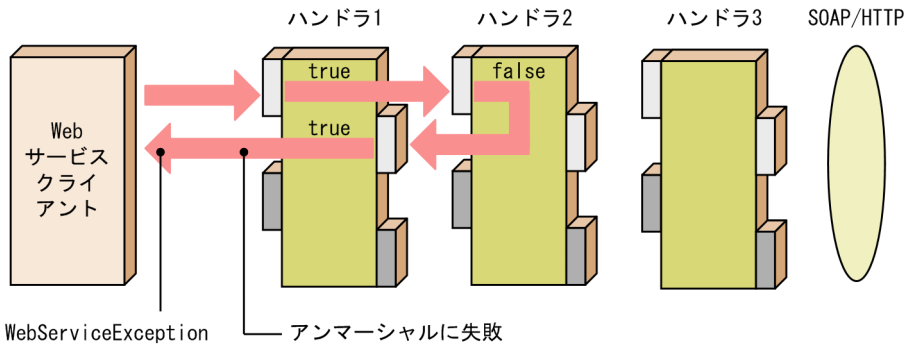 ハンドラ1
ハンドラ2
ハンドラ3
SOAP/HTTP
true
false
true
Web
サービス
クライ
アント
WebServiceException
アンマーシャルに失敗